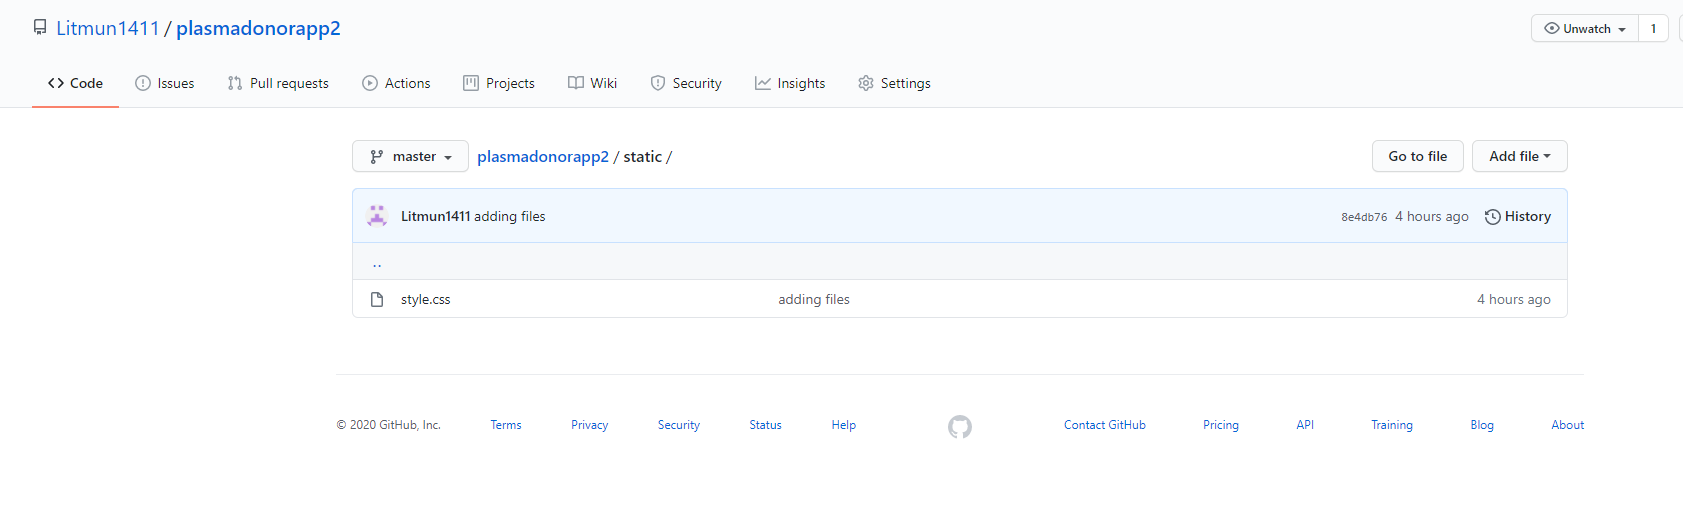 Litmun1411 / plasmadonorapp2
Unwatch 1
Code Issues Pull requests Actions Projects Wiki Security Insights Settings
master plasmadonorapp2 / static / Go to file Add file
Litmun1411 adding files 8e4db76 4 hours ago History
..
style.css adding files 4 hours ago
© 2020 GitHub, Inc. Terms Privacy Security Status Help Contact GitHub Pricing API Training Blog About